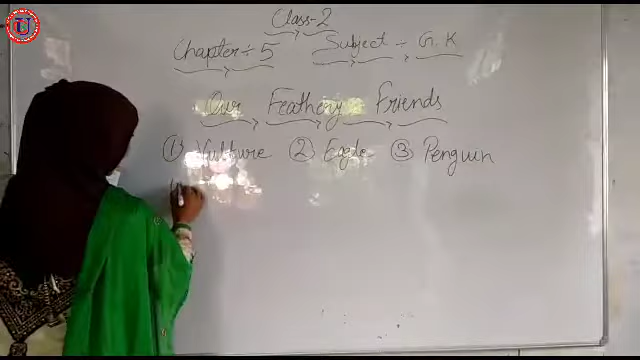 Class-2
Chapter ÷ 5 Subject ÷ G.K
Our Feathery Friends
① Vulture ② Eagle ③ Penguin